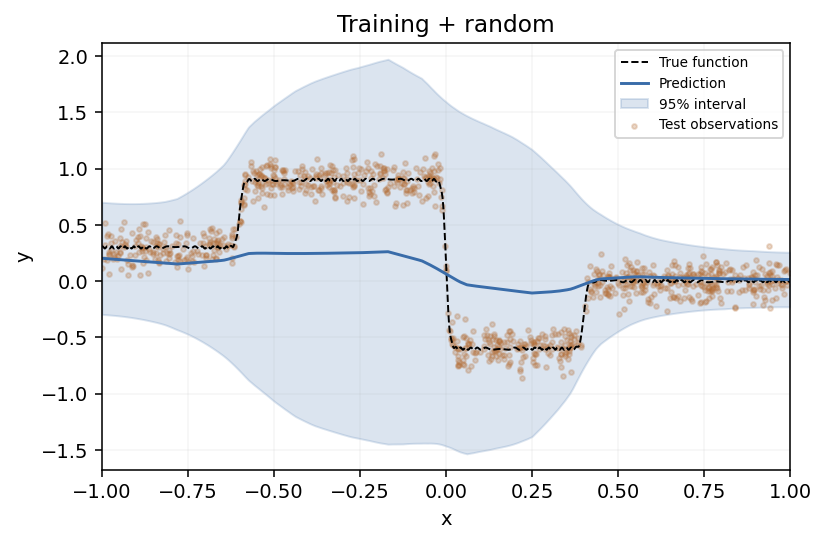 Training + random
True function
Prediction
95% interval
Test observations
2.0
1.5
1.0
0.5
0.0
−0.5
−1.0
−1.5
y
−1.00 −0.75 −0.50 −0.25 0.00 0.25 0.50 0.75 1.00
x